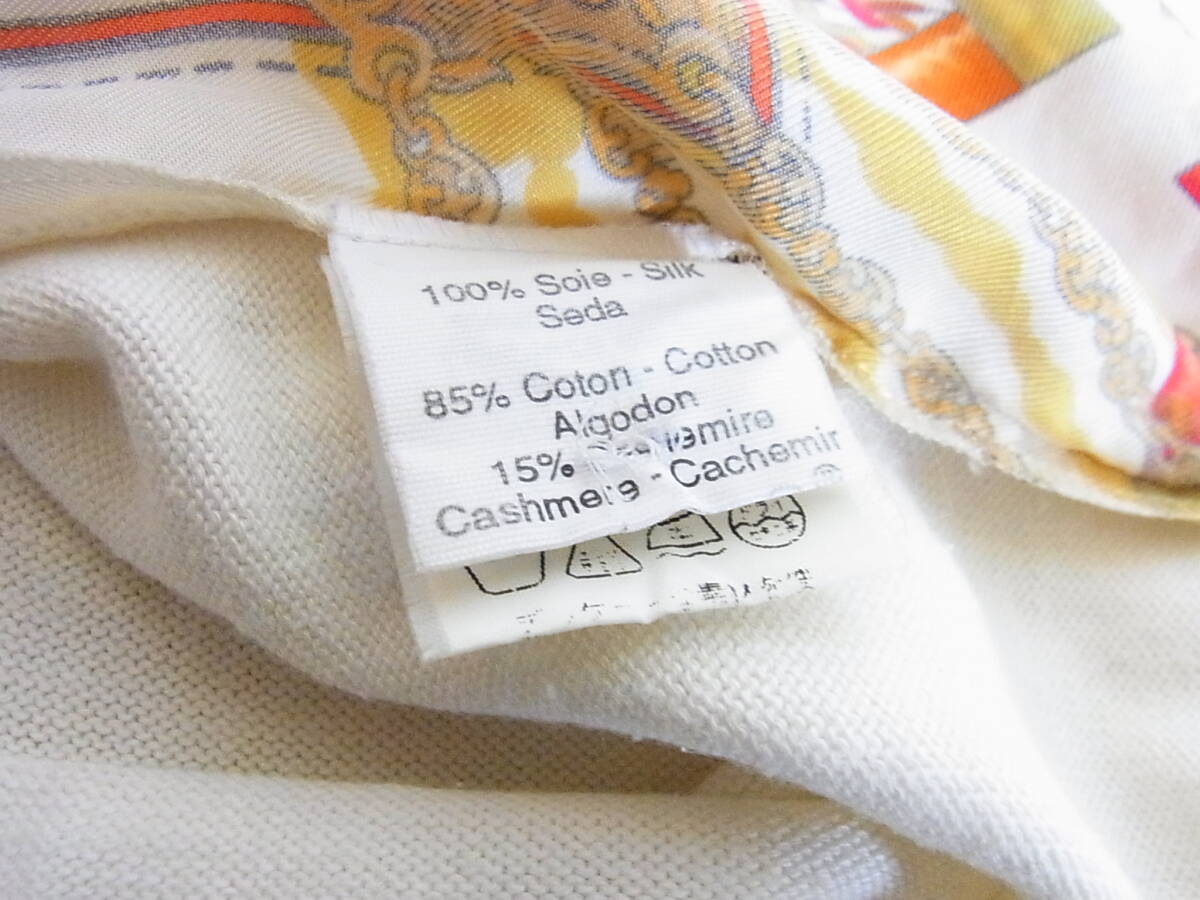 100% Soie - Silk
Seda
85% Coton - Cotton
Algodon
15%
Cashmere - Cachemir